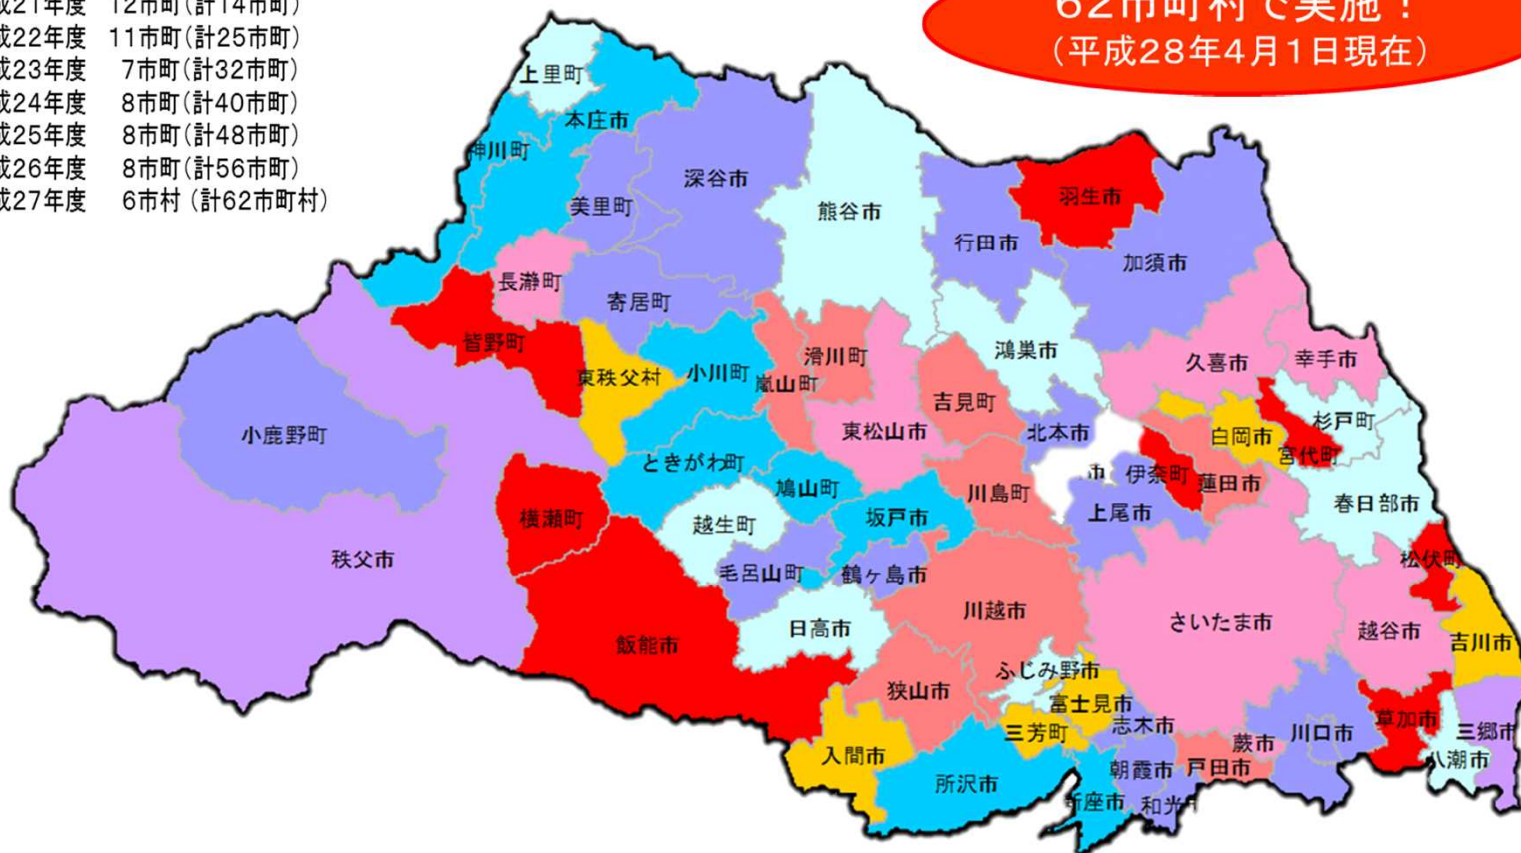 成21年度 12市町(計14市町)
成22年度 11市町(計25市町)
成23年度 7市町(計32市町)
成24年度 8市町(計40市町)
成25年度 8市町(計48市町)
成26年度 8市町(計56市町)
成27年度 6市村(計62市町村)
62市町村で実施！
(平成28年4月1日現在)
上里町
本庄市
神川町
美里町
深谷市
熊谷市
行田市
羽生市
加須市
長瀞町
寄居町
皆野町
東秩父村
小川町
嵐山町
滑川町
吉見町
鴻巣市
久喜市
幸手市
小鹿野町
東松山市
北本市
白岡市
杉戸町
宮代町
ときがわ町
鳩山町
川島町
市
伊奈町
蓮田市
春日部市
横瀬町
越生町
坂戸市
上尾市
秩父市
毛呂山町
鶴ヶ島市
松伏町
川越市
さいたま市
越谷市
吉川市
飯能市
日高市
ふじみ野市
狭山市
富士見市
三芳町
志木市
草加市
川口市
三郷市
蕨市
入間市
八潮市
戸田市
朝霞市
所沢市
新座市
和光市